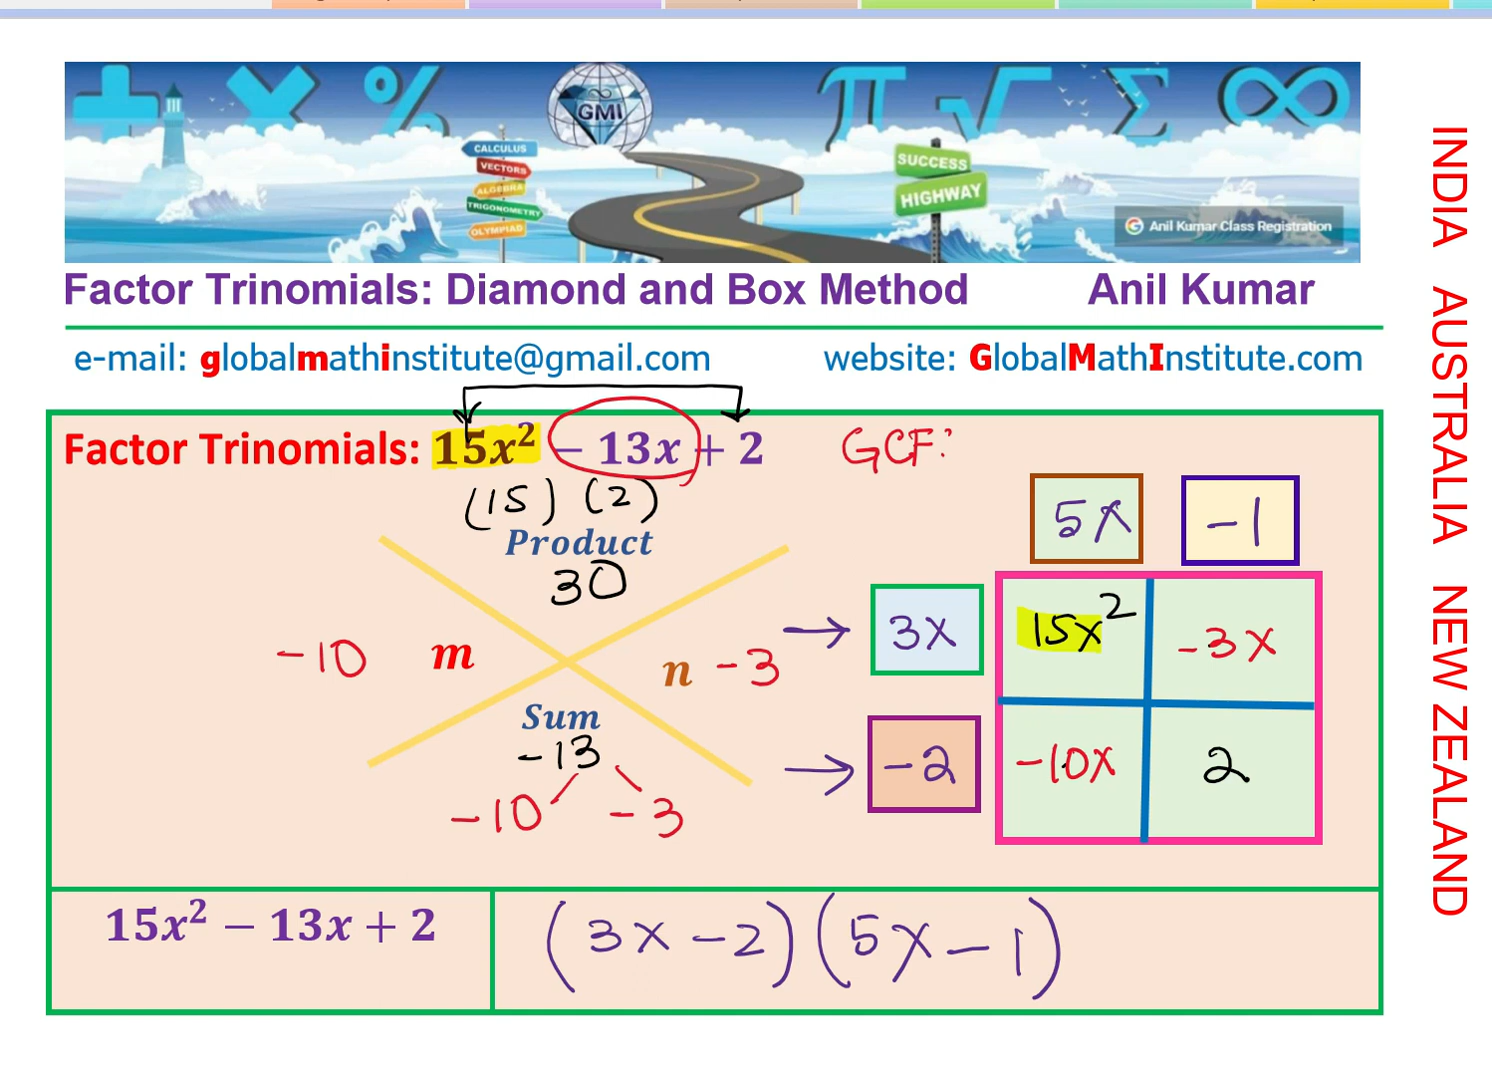 + × % π √ Σ ∞
GMI
CALCULUS
VECTORS
ALGEBRA
TRIGONOMETRY
OLYMPIAD
SUCCESS
HIGHWAY
Anil Kumar Class Registration
Factor Trinomials: Diamond and Box Method Anil Kumar
e-mail: globalmathinstitute@gmail.com website: GlobalMathInstitute.com
Factor Trinomials: 15x² − 13x + 2 GCF:
(15) (2)
Product
30
-10 m n -3
Sum
-13
-10 -3
5x -1
→ 3x 15x² -3x
→ -2 -10x 2
15x² − 13x + 2 (3x-2)(5x-1)
INDIA AUSTRALIA NEW ZEALAND